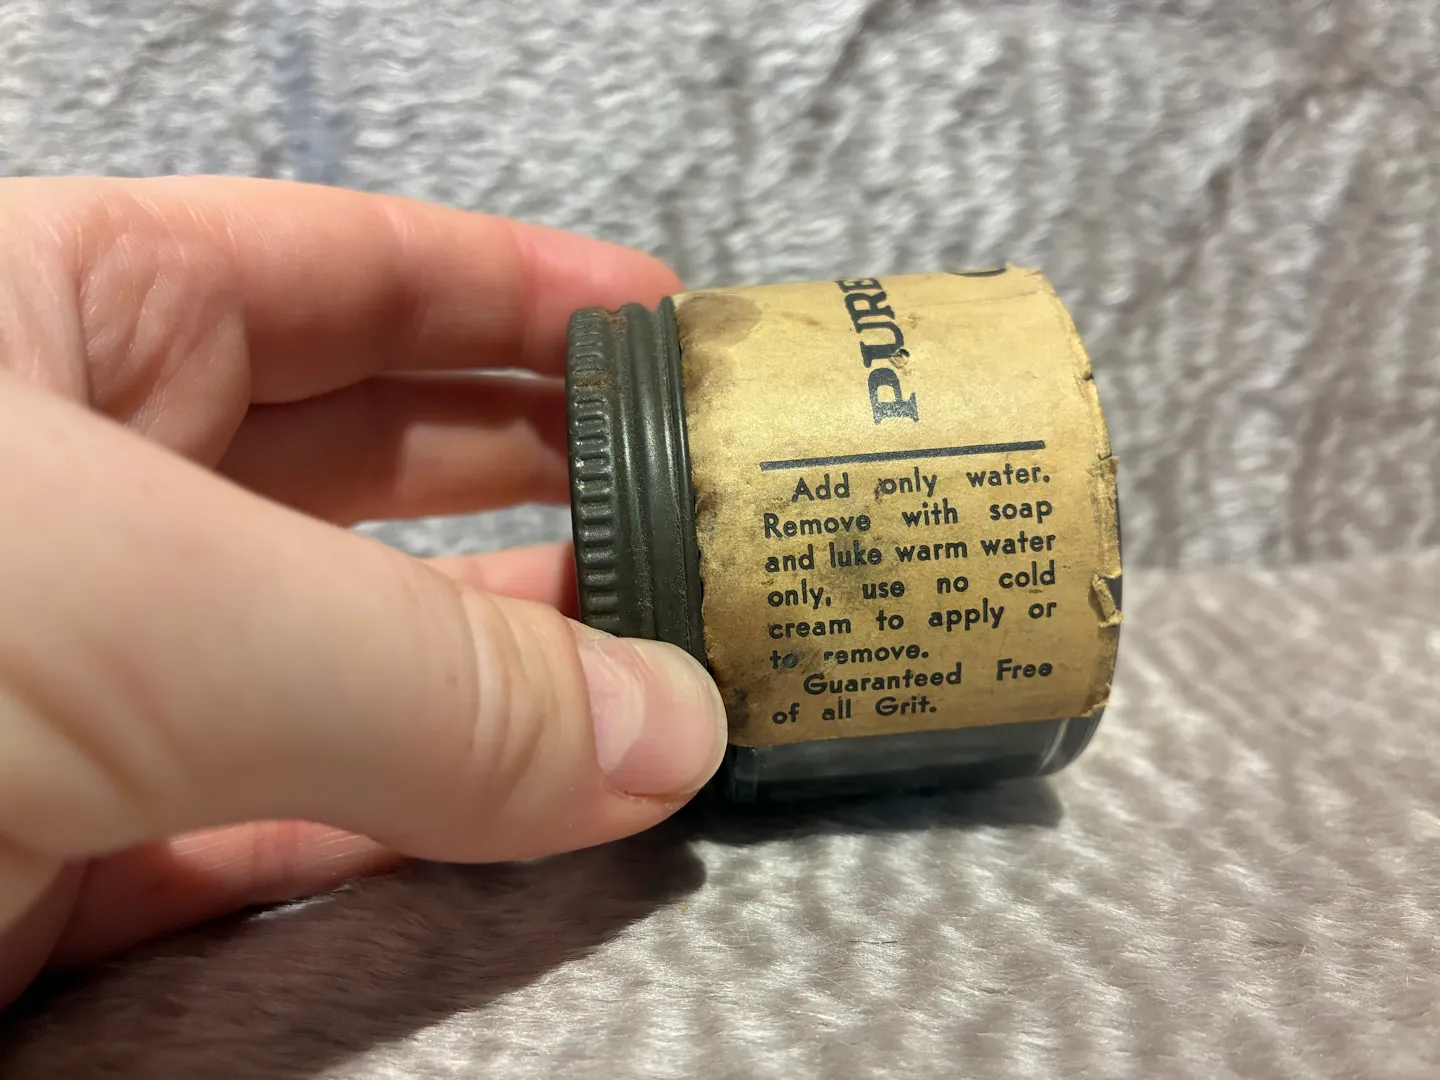 PURE
Add only water.
Remove with soap
and luke warm water
only, use no cold
cream to apply or
to remove.
Guaranteed Free
of all Grit.